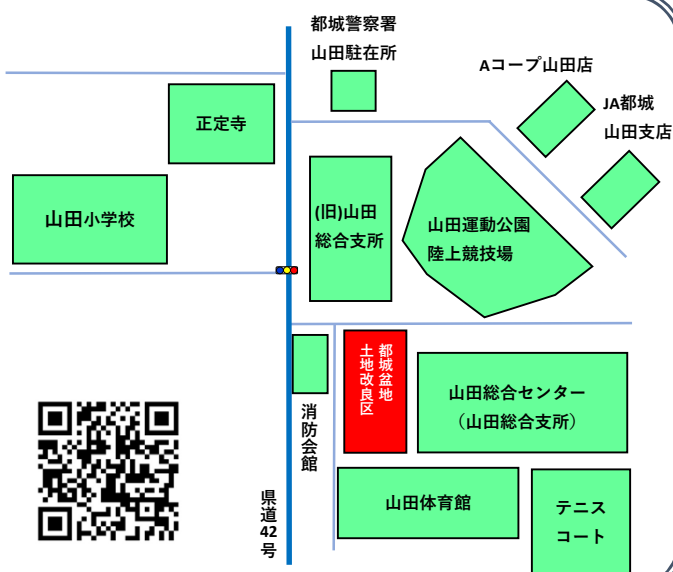 都城警察署
山田駐在所
Aコープ山田店
JA都城
山田支店
正定寺
山田小学校
(旧)山田
総合支所
山田運動公園
陸上競技場
都城盆地
土地改良区
消防会館
山田総合センター
（山田総合支所）
山田体育館
テニス
コート
県道42号